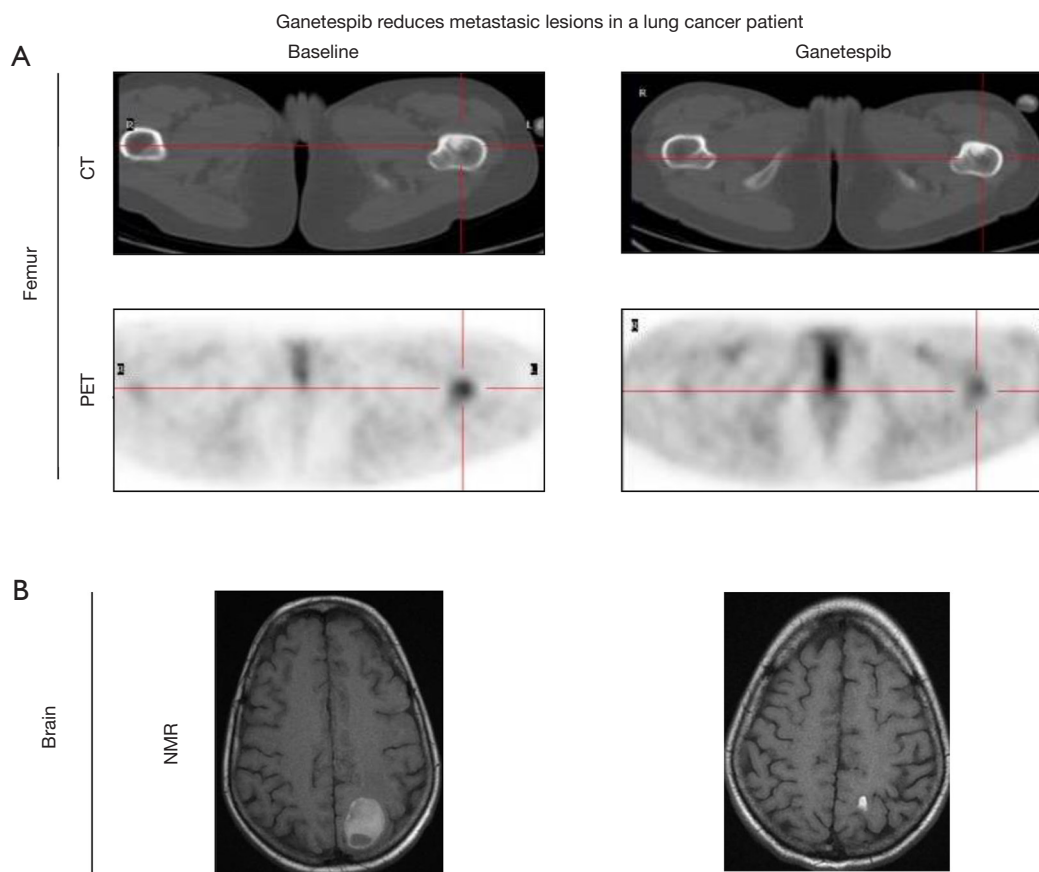 Ganetespib reduces metastasic lesions in a lung cancer patient
Baseline
Ganetespib
A
Femur
CT
R
L
R
PET
B
Brain
NMR